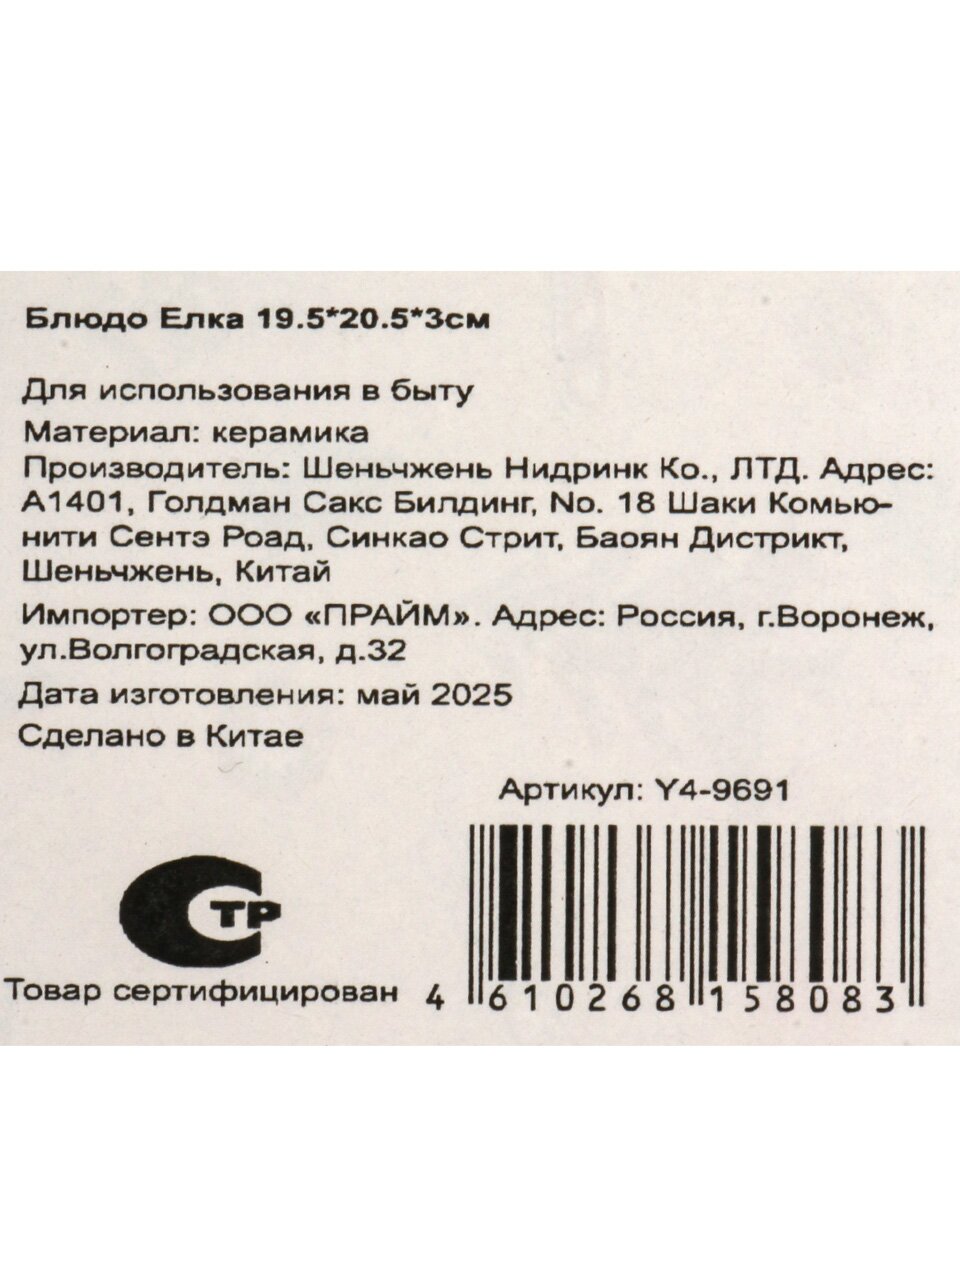 Блюдо Елка 19.5*20.5*3см
Для использования в быту
Материал: керамика
Производитель: Шеньчжень Нидринк Ко., ЛТД. Адрес:
А1401, Голдман Сакс Билдинг, No. 18 Шаки Комью-
нити Сентэ Роад, Синкао Стрит, Баоян Дистрикт,
Шеньчжень, Китай
Импортер: ООО «ПРАЙМ». Адрес: Россия, г.Воронеж,
ул.Волгоградская, д.32
Дата изготовления: май 2025
Сделано в Китае
Артикул: Y4-9691
СТР
Товар сертифицирован
4 610268 158083